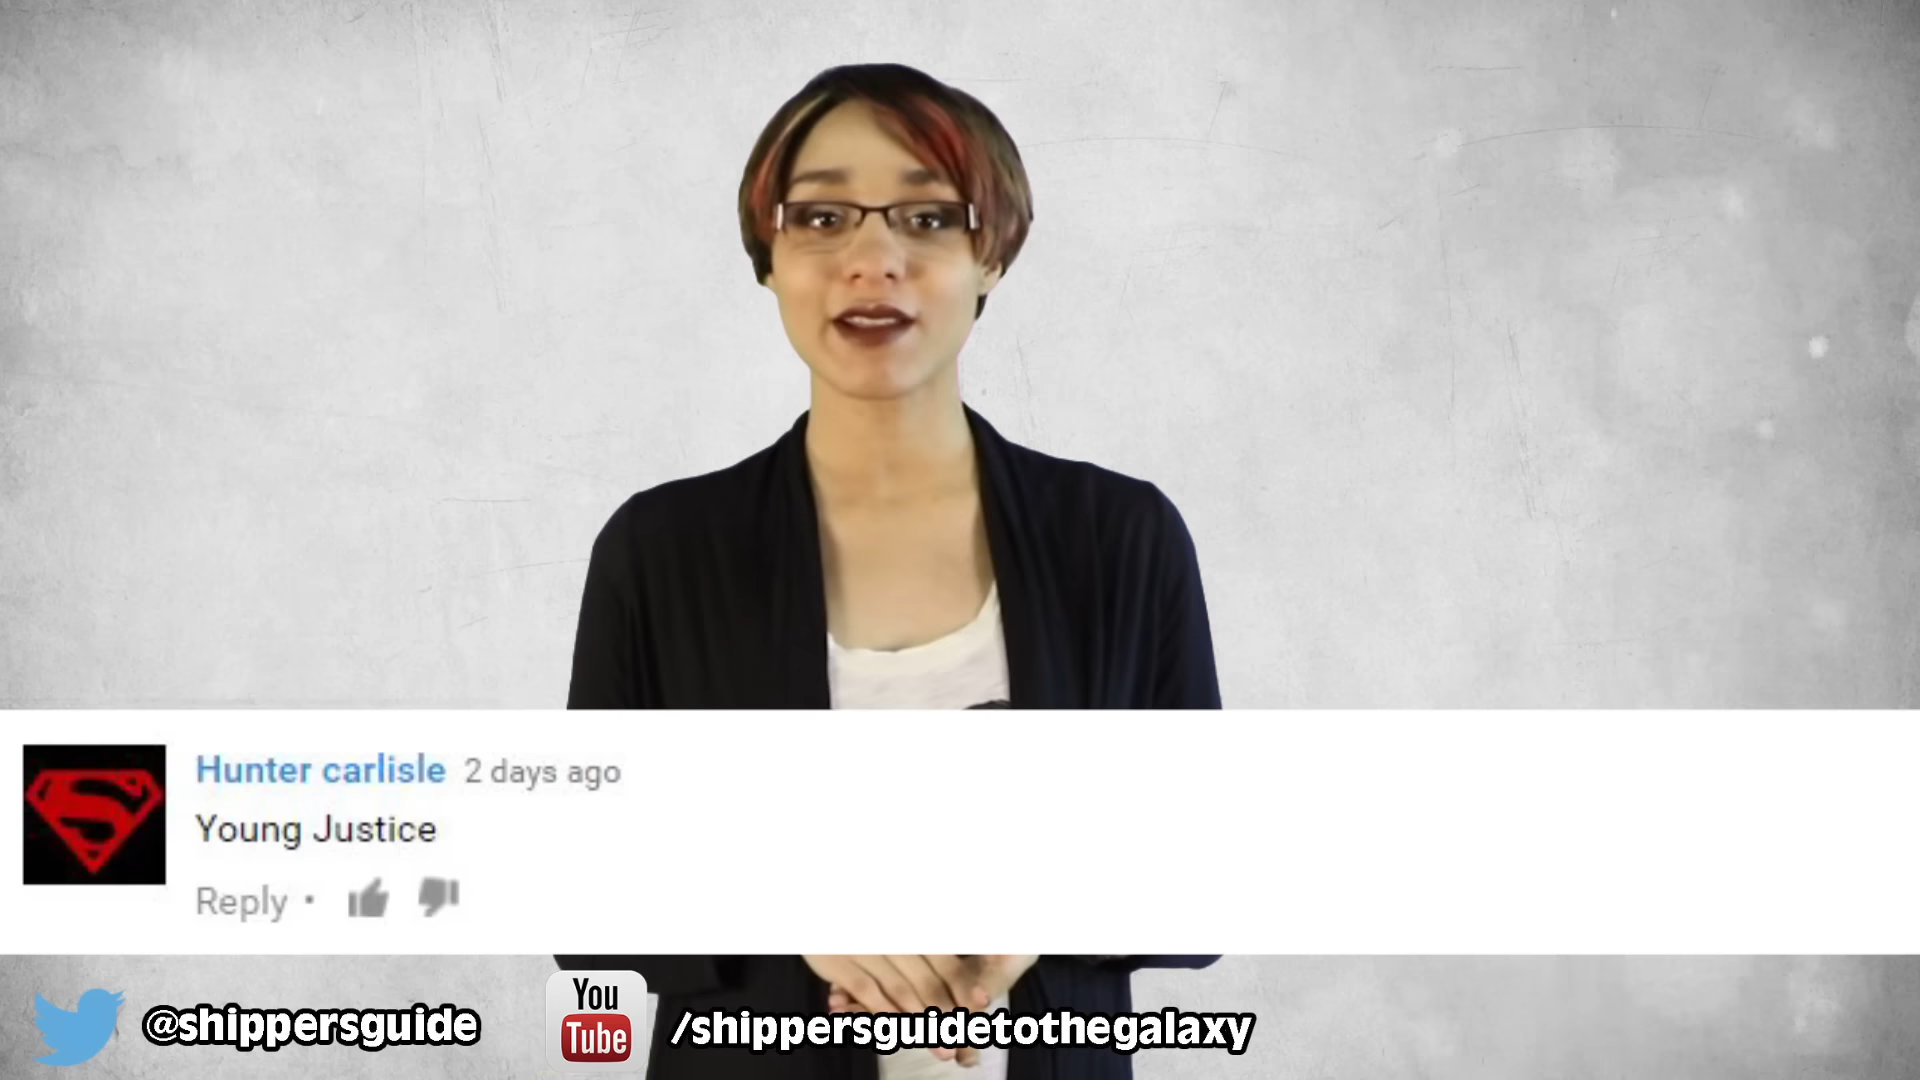 Hunter carlisle 2 days ago
Young Justice
Reply •
@shippersguide
You
Tube
/shippersguidetothegalaxy